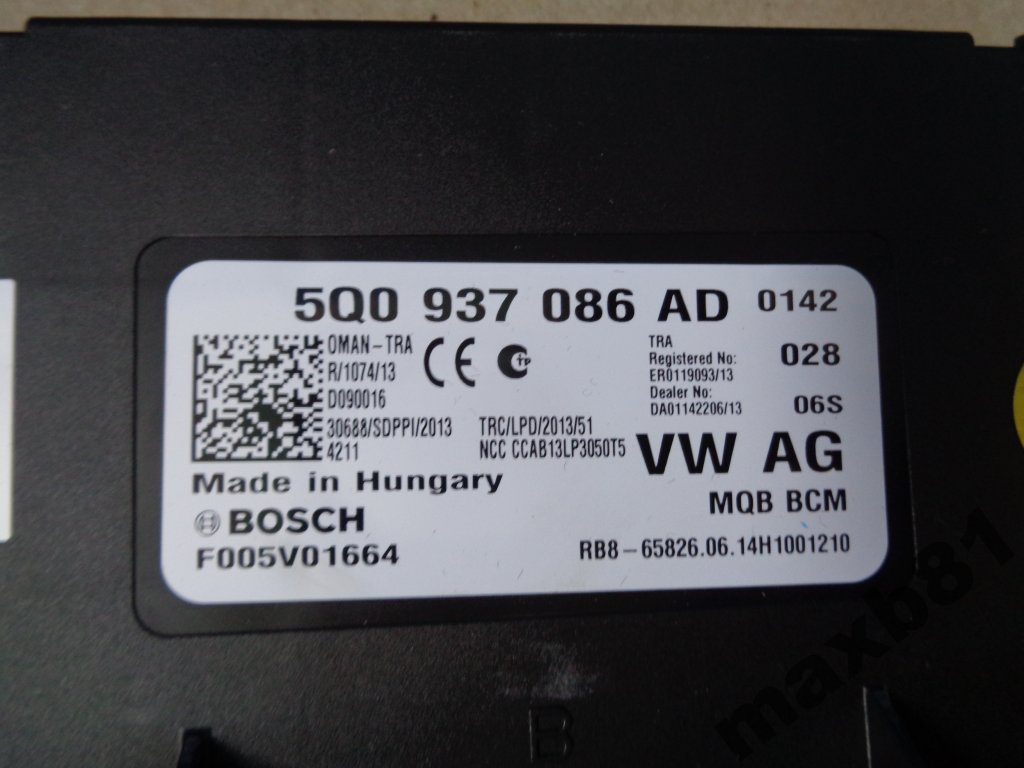 5Q0 937 086 AD 0142
OMAN-TRA
R/1074/13
D090016
30688/SDPPI/2013
4211
CE
TP
TRC/LPD/2013/51
NCC CCAB13LP3050T5
TRA
Registered No:
ER0119093/13
Dealer No:
DA01142206/13
028
06S
VW AG
MQB BCM
Made in Hungary
BOSCH
F005V01664
RB8-65826.06.14H1001210
B
maxb81